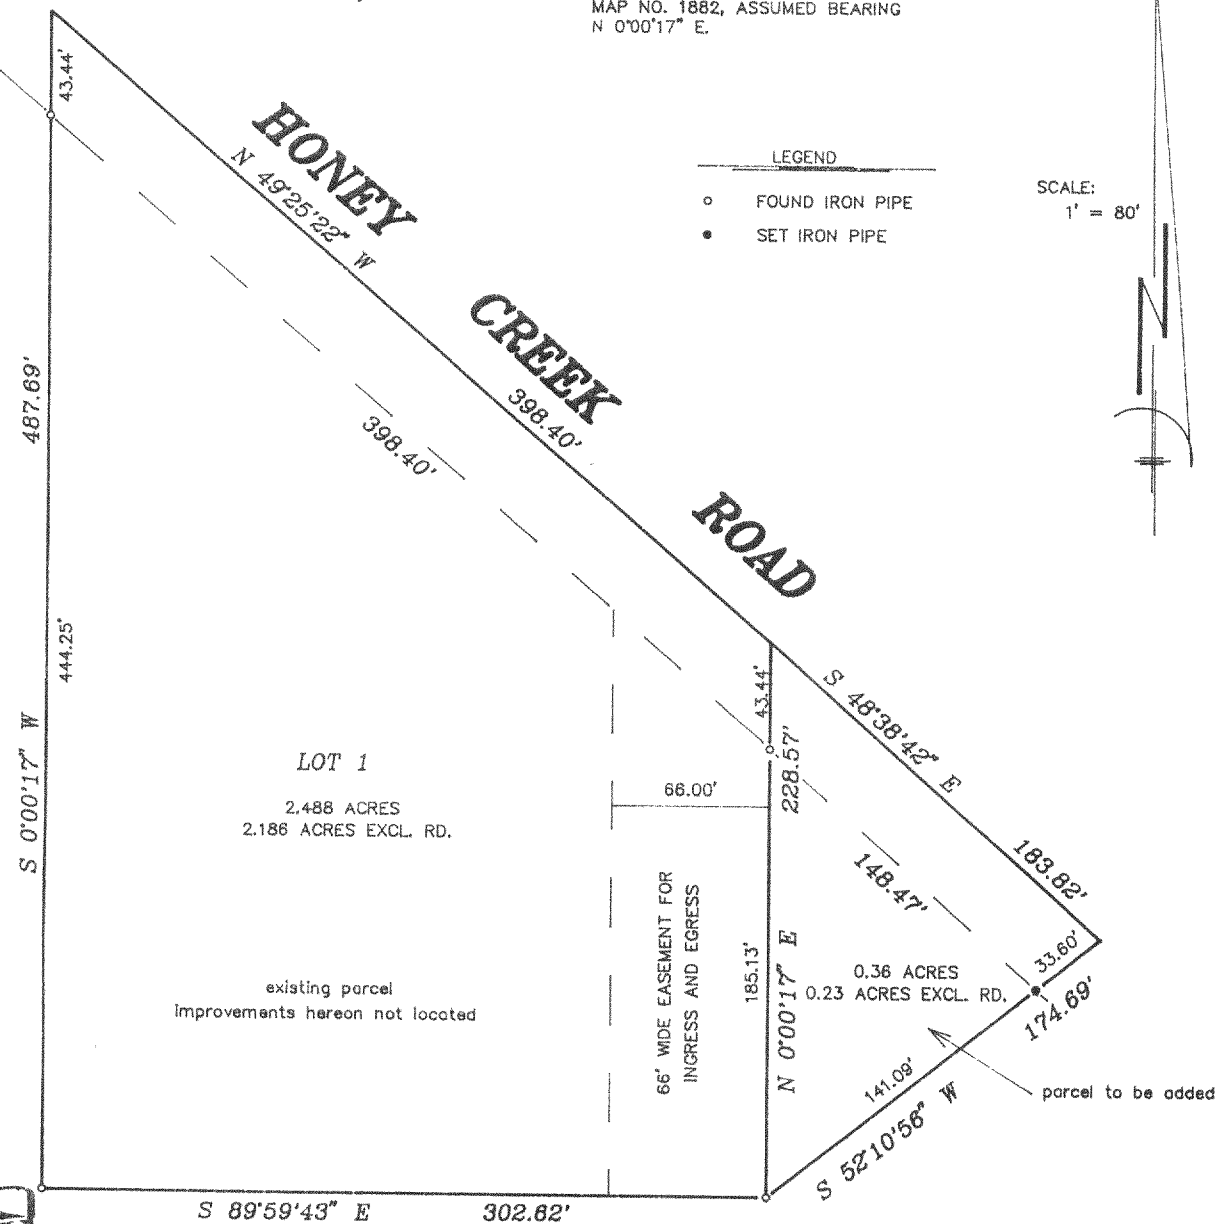 MAP NO. 1882, ASSUMED BEARING
N 0°00'17" E.
43.44'
HONEY
CREEK
ROAD
N 49°25'22" W
398.40'
398.40'
LEGEND
FOUND IRON PIPE
SET IRON PIPE
SCALE:
1' = 80'
N
487.69'
444.25'
S 0°00'17" W
LOT 1
2.488 ACRES
2.186 ACRES EXCL. RD.
existing parcel
improvements hereon not located
66.00'
66' WIDE EASEMENT FOR
INGRESS AND EGRESS
43.44'
228.57'
185.13'
N 0°00'17" E
S 48°38'42" E
183.82'
148.47'
33.60'
0.36 ACRES
0.23 ACRES EXCL. RD.
174.69'
141.09'
S 52°10'56" W
parcel to be added
S 89°59'43" E
302.62'